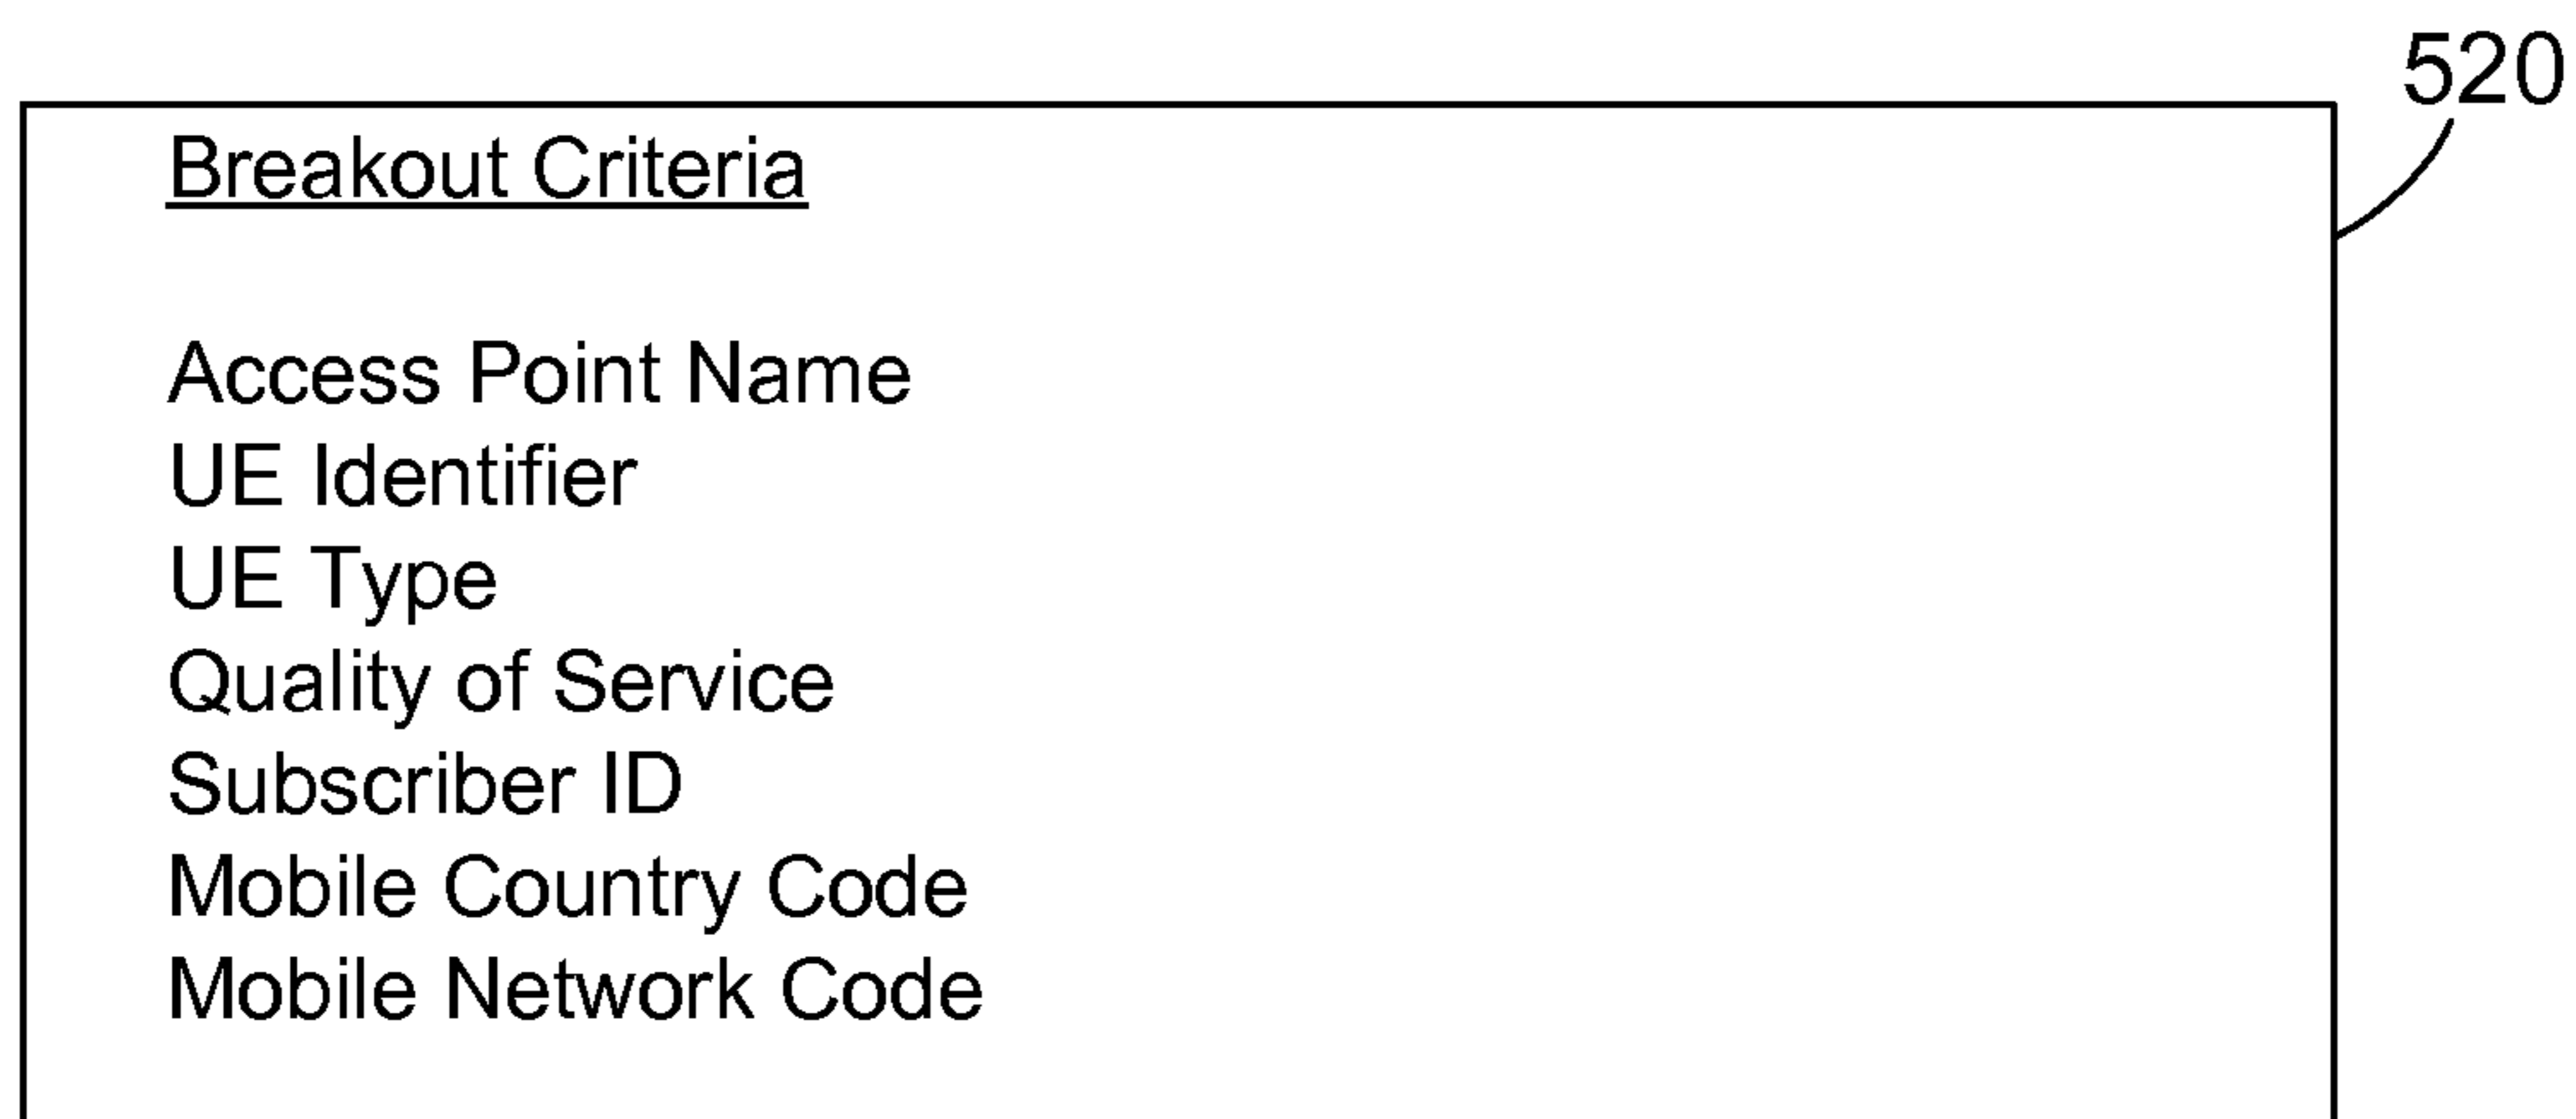 520
Breakout Criteria
Access Point Name
UE Identifier
UE Type
Quality of Service
Subscriber ID
Mobile Country Code
Mobile Network Code